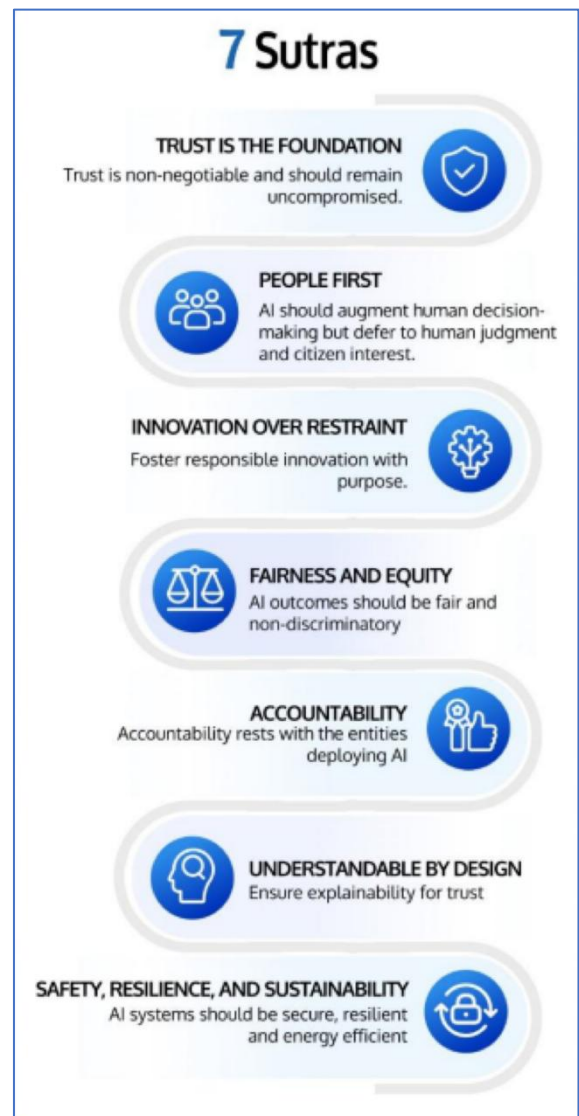 7 Sutras
TRUST IS THE FOUNDATION
Trust is non-negotiable and should remain
uncompromised.
PEOPLE FIRST
AI should augment human decision-
making but defer to human judgment
and citizen interest.
INNOVATION OVER RESTRAINT
Foster responsible innovation with
purpose.
FAIRNESS AND EQUITY
AI outcomes should be fair and
non-discriminatory
ACCOUNTABILITY
Accountability rests with the entities
deploying AI
UNDERSTANDABLE BY DESIGN
Ensure explainability for trust
SAFETY, RESILIENCE, AND SUSTAINABILITY
AI systems should be secure, resilient
and energy efficient